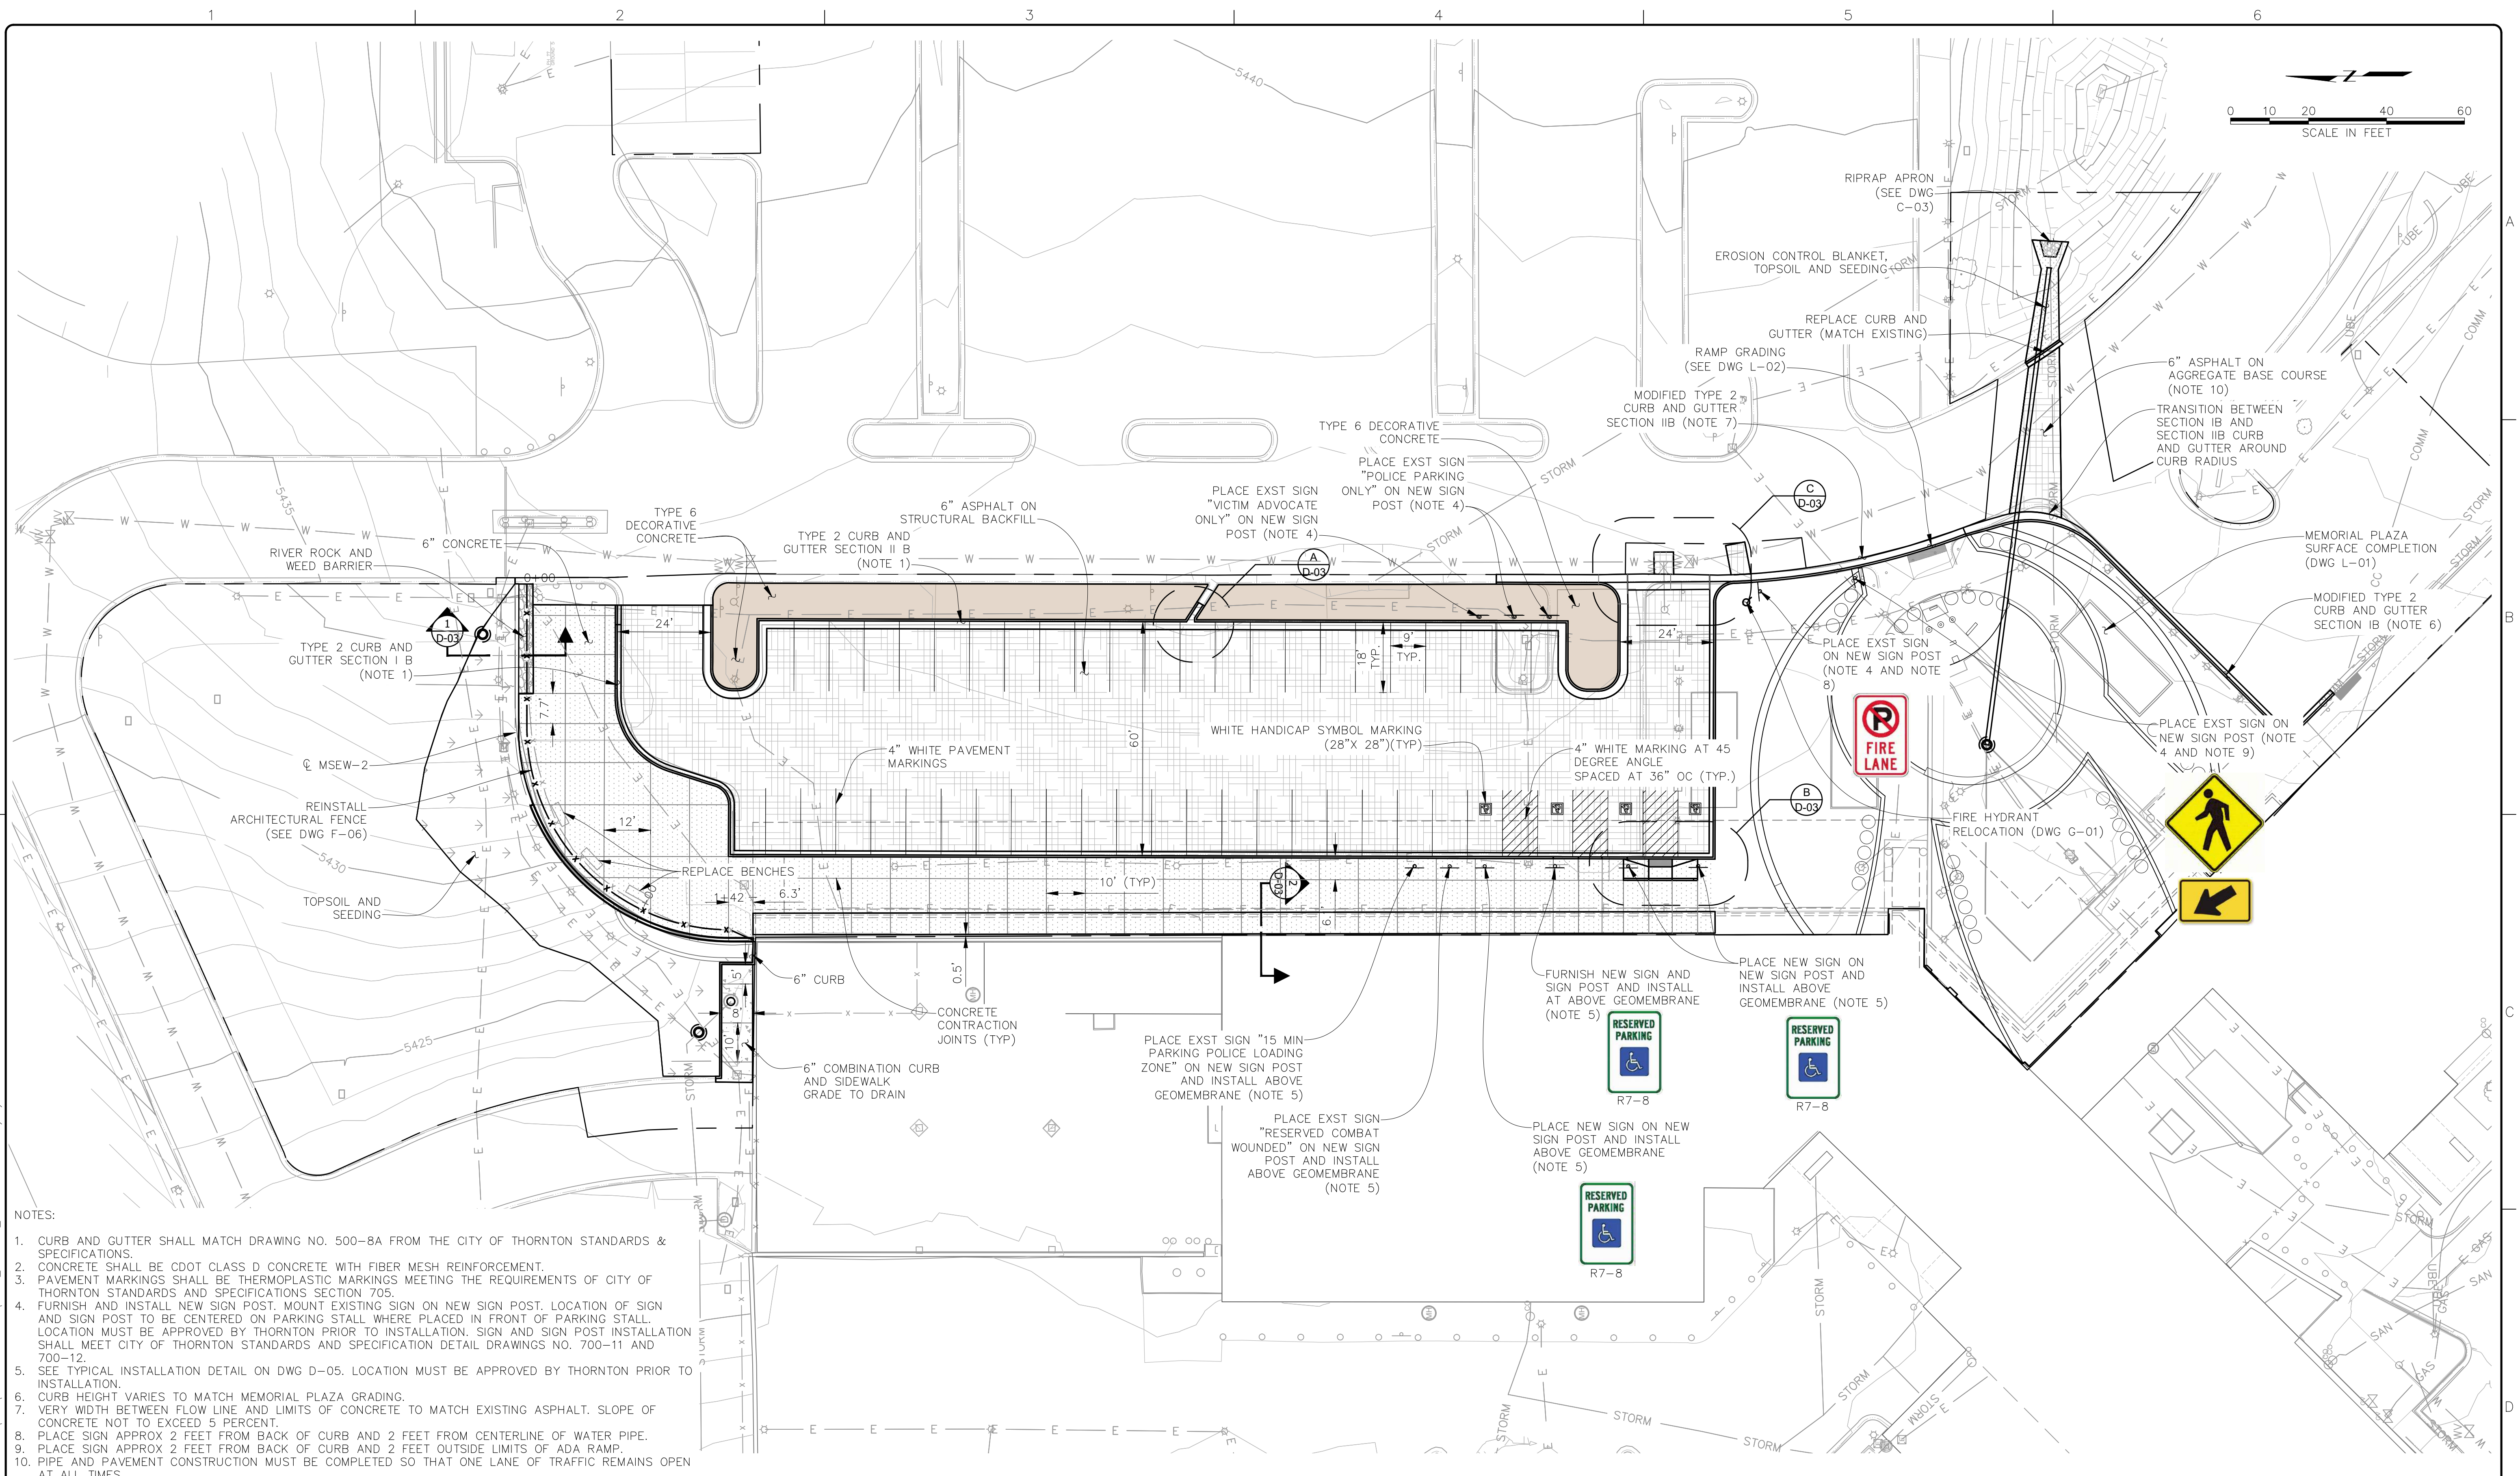 1
2
3
4
5
6
0 10 20 40 60
SCALE IN FEET
Z
A
B
C
D
5440
5435
5430
5425
RIPRAP APRON
(SEE DWG
C-03)
EROSION CONTROL BLANKET,
TOPSOIL AND SEEDING
REPLACE CURB AND
GUTTER (MATCH EXISTING)
RAMP GRADING
(SEE DWG L-02)
MODIFIED TYPE 2
CURB AND GUTTER
SECTION IIB (NOTE 7)
6" ASPHALT ON
AGGREGATE BASE COURSE
(NOTE 10)
TRANSITION BETWEEN
SECTION IB AND
SECTION IIB CURB
AND GUTTER AROUND
CURB RADIUS
TYPE 6 DECORATIVE
CONCRETE
PLACE EXST SIGN
"POLICE PARKING
ONLY" ON NEW SIGN
POST (NOTE 4)
PLACE EXST SIGN
"VICTIM ADVOCATE
ONLY" ON NEW SIGN
POST (NOTE 4)
6" ASPHALT ON
STRUCTURAL BACKFILL
TYPE 6
DECORATIVE
CONCRETE
TYPE 2 CURB AND
GUTTER SECTION II B
(NOTE 1)
6" CONCRETE
RIVER ROCK AND
WEED BARRIER
0+00
C
D-03
A
D-03
1
D-03
B
D-03
2
D-03
MEMORIAL PLAZA
SURFACE COMPLETION
(DWG L-01)
MODIFIED TYPE 2
CURB AND GUTTER
SECTION IB (NOTE 6)
TYPE 2 CURB AND
GUTTER SECTION I B
(NOTE 1)
24'
24'
9'
TYP.
18'
TYP.
60'
7.7'
12'
PLACE EXST SIGN
ON NEW SIGN POST
(NOTE 4 AND NOTE
8)
P
FIRE
LANE
PLACE EXST SIGN ON
NEW SIGN POST (NOTE
4 AND NOTE 9)
WHITE HANDICAP SYMBOL MARKING
(28"X 28")(TYP)
4" WHITE PAVEMENT
MARKINGS
4" WHITE MARKING AT 45
DEGREE ANGLE
SPACED AT 36" OC (TYP.)
℄ MSEW-2
REINSTALL
ARCHITECTURAL FENCE
(SEE DWG F-06)
FIRE HYDRANT
RELOCATION (DWG G-01)
REPLACE BENCHES
TOPSOIL AND
SEEDING
1+42
6.3'
10' (TYP)
6'
0.5'
5'
8'
10'
6" CURB
CONCRETE
CONTRACTION
JOINTS (TYP)
6" COMBINATION CURB
AND SIDEWALK
GRADE TO DRAIN
PLACE EXST SIGN "15 MIN
PARKING POLICE LOADING
ZONE" ON NEW SIGN POST
AND INSTALL ABOVE
GEOMEMBRANE (NOTE 5)
PLACE EXST SIGN
"RESERVED COMBAT
WOUNDED" ON NEW SIGN
POST AND INSTALL
ABOVE GEOMEMBRANE
(NOTE 5)
FURNISH NEW SIGN AND
SIGN POST AND INSTALL
AT ABOVE GEOMEMBRANE
(NOTE 5)
RESERVED
PARKING
R7-8
PLACE NEW SIGN ON
NEW SIGN POST AND
INSTALL ABOVE
GEOMEMBRANE (NOTE 5)
RESERVED
PARKING
R7-8
PLACE NEW SIGN ON NEW
SIGN POST AND INSTALL
ABOVE GEOMEMBRANE
(NOTE 5)
RESERVED
PARKING
R7-8
NOTES:
1. CURB AND GUTTER SHALL MATCH DRAWING NO. 500-8A FROM THE CITY OF THORNTON STANDARDS &
SPECIFICATIONS.
2. CONCRETE SHALL BE CDOT CLASS D CONCRETE WITH FIBER MESH REINFORCEMENT.
3. PAVEMENT MARKINGS SHALL BE THERMOPLASTIC MARKINGS MEETING THE REQUIREMENTS OF CITY OF
THORNTON STANDARDS AND SPECIFICATIONS SECTION 705.
4. FURNISH AND INSTALL NEW SIGN POST. MOUNT EXISTING SIGN ON NEW SIGN POST. LOCATION OF SIGN
AND SIGN POST TO BE CENTERED ON PARKING STALL WHERE PLACED IN FRONT OF PARKING STALL.
LOCATION MUST BE APPROVED BY THORNTON PRIOR TO INSTALLATION. SIGN AND SIGN POST INSTALLATION
SHALL MEET CITY OF THORNTON STANDARDS AND SPECIFICATION DETAIL DRAWINGS NO. 700-11 AND
700-12.
5. SEE TYPICAL INSTALLATION DETAIL ON DWG D-05. LOCATION MUST BE APPROVED BY THORNTON PRIOR TO
INSTALLATION.
6. CURB HEIGHT VARIES TO MATCH MEMORIAL PLAZA GRADING.
7. VERY WIDTH BETWEEN FLOW LINE AND LIMITS OF CONCRETE TO MATCH EXISTING ASPHALT. SLOPE OF
CONCRETE NOT TO EXCEED 5 PERCENT.
8. PLACE SIGN APPROX 2 FEET FROM BACK OF CURB AND 2 FEET FROM CENTERLINE OF WATER PIPE.
9. PLACE SIGN APPROX 2 FEET FROM BACK OF CURB AND 2 FEET OUTSIDE LIMITS OF ADA RAMP.
10. PIPE AND PAVEMENT CONSTRUCTION MUST BE COMPLETED SO THAT ONE LANE OF TRAFFIC REMAINS OPEN
AT ALL TIMES